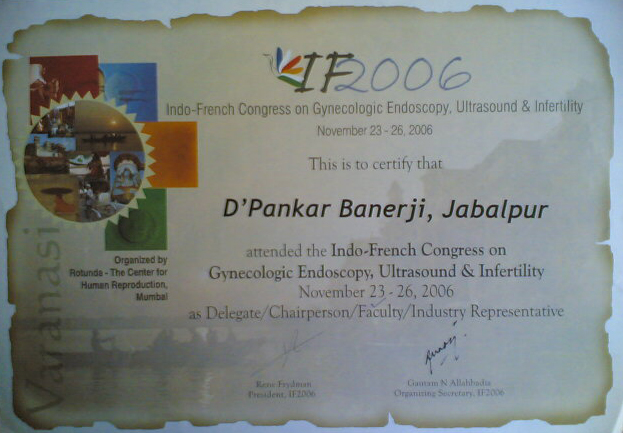 IF2006
Indo-French Congress on Gynecologic Endoscopy, Ultrasound & Infertility
November 23 - 26, 2006
This is to certify that
D'Pankar Banerji, Jabalpur
attended the Indo-French Congress on
Gynecologic Endoscopy, Ultrasound & Infertility
November 23 - 26, 2006
as Delegate/Chairperson/Faculty/Industry Representative
Organized by
Rotunda - The Center for
Human Reproduction,
Mumbai
Varanasi
Rene Frydman
President, IF2006
Gautam N Allahbadia
Organizing Secretary, IF2006